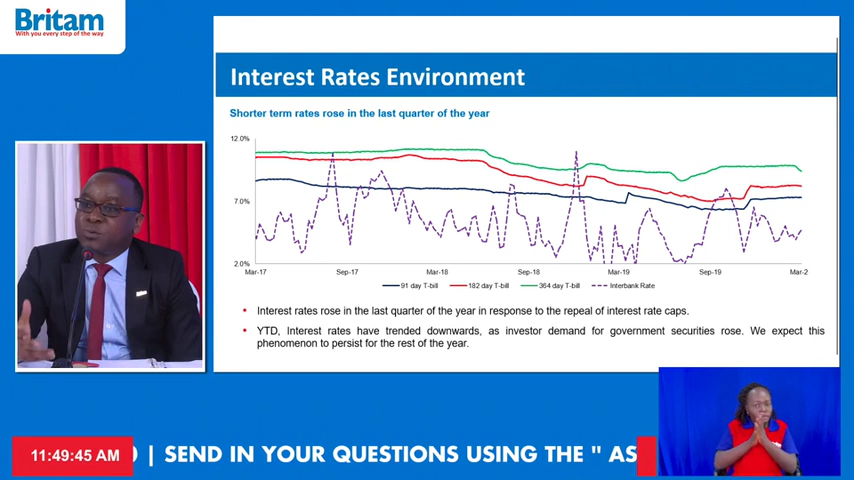 Britam
With you every step of the way
Interest Rates Environment
Shorter term rates rose in the last quarter of the year
12.0%
7.0%
2.0%
Mar-17 Sep-17 Mar-18 Sep-18 Mar-19 Sep-19 Mar-2
91 day T-bill 182 day T-bill 364 day T-bill Interbank Rate
• Interest rates rose in the last quarter of the year in response to the repeal of interest rate caps.
• YTD, Interest rates have trended downwards, as investor demand for government securities rose. We expect this
phenomenon to persist for the rest of the year.
11:49:45 AM
| SEND IN YOUR QUESTIONS USING THE " AS